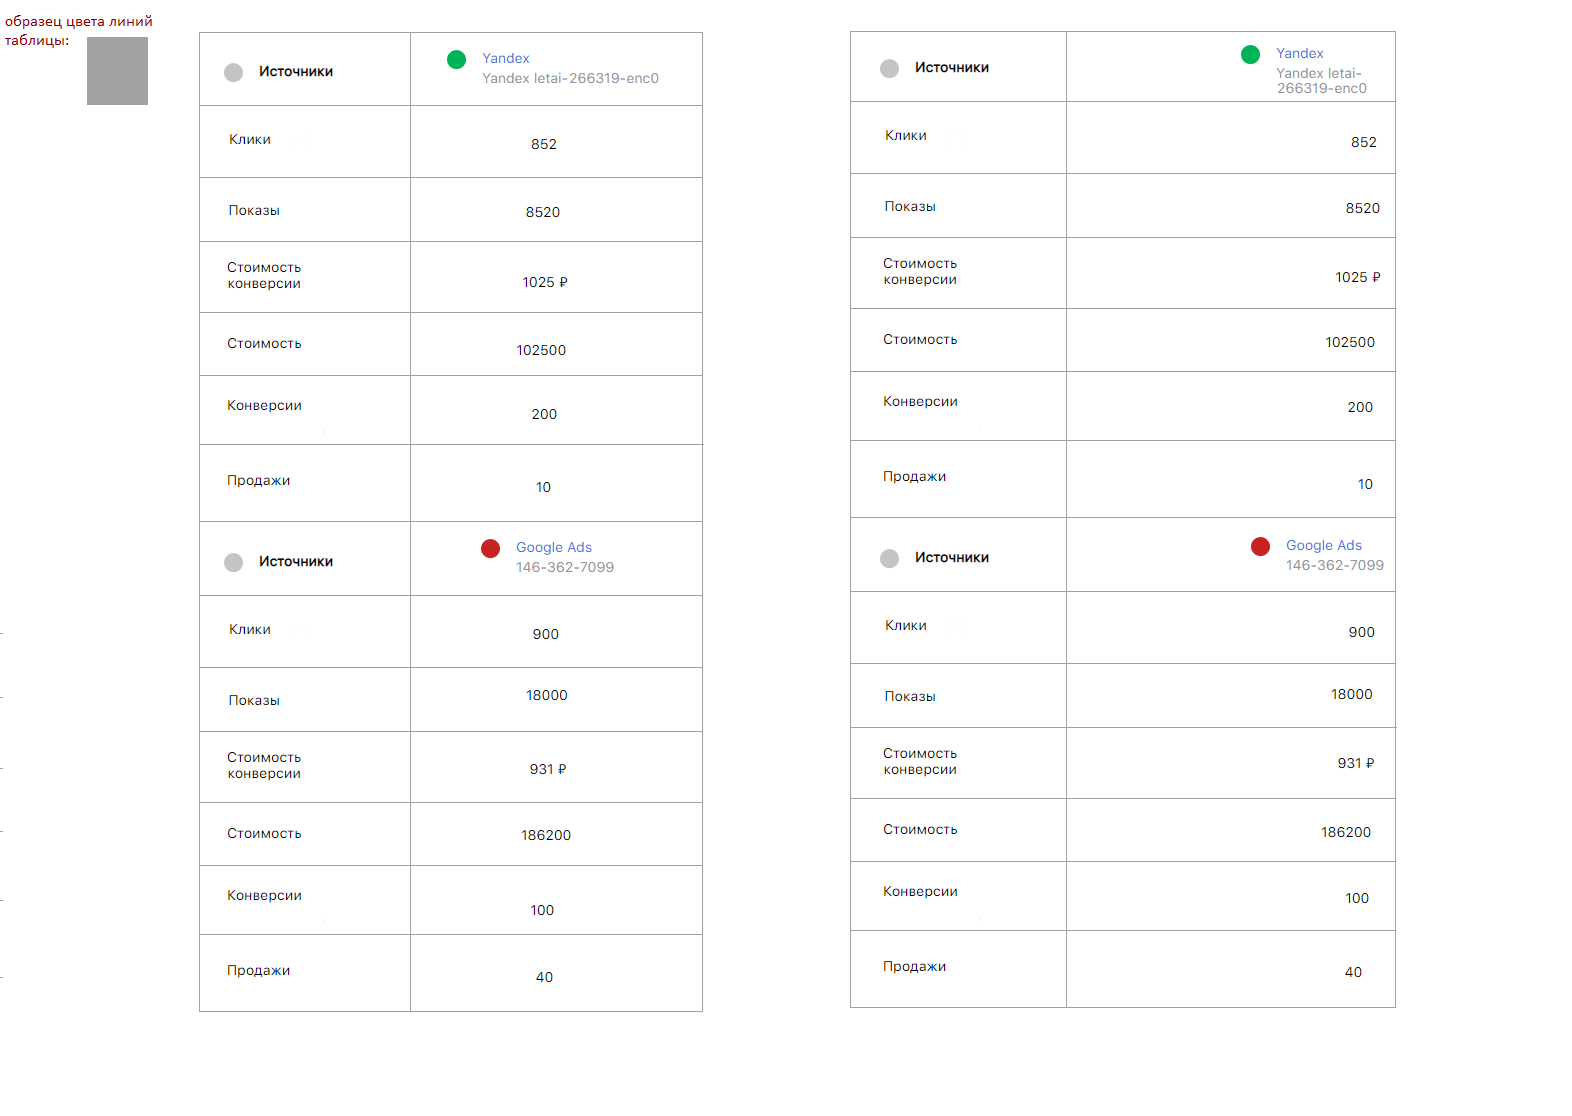 образец цвета линий
таблицы:
Источники
Yandex
Yandex letai-266319-enc0
Клики
852
Показы
8520
Стоимость
конверсии
1025 ₽
Стоимость
102500
Конверсии
200
Продажи
10
Источники
Google Ads
146-362-7099
Клики
900
Показы
18000
Стоимость
конверсии
931 ₽
Стоимость
186200
Конверсии
100
Продажи
40
Источники
Yandex
Yandex letai-
266319-enc0
Клики
852
Показы
8520
Стоимость
конверсии
1025 ₽
Стоимость
102500
Конверсии
200
Продажи
10
Источники
Google Ads
146-362-7099
Клики
900
Показы
18000
Стоимость
конверсии
931 ₽
Стоимость
186200
Конверсии
100
Продажи
40